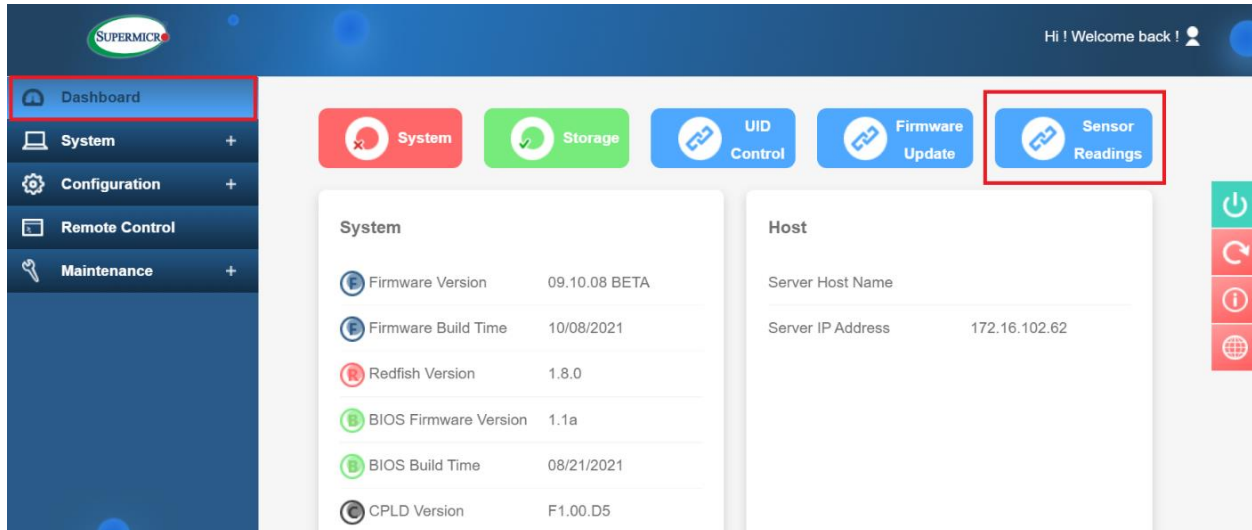 SUPERMICRO
Hi ! Welcome back !
Dashboard
System +
Configuration +
Remote Control
Maintenance +
System
Storage
UID
Control
Firmware
Update
Sensor
Readings
System
F Firmware Version 09.10.08 BETA
F Firmware Build Time 10/08/2021
R Redfish Version 1.8.0
B BIOS Firmware Version 1.1a
B BIOS Build Time 08/21/2021
C CPLD Version F1.00.D5
Host
Server Host Name
Server IP Address 172.16.102.62